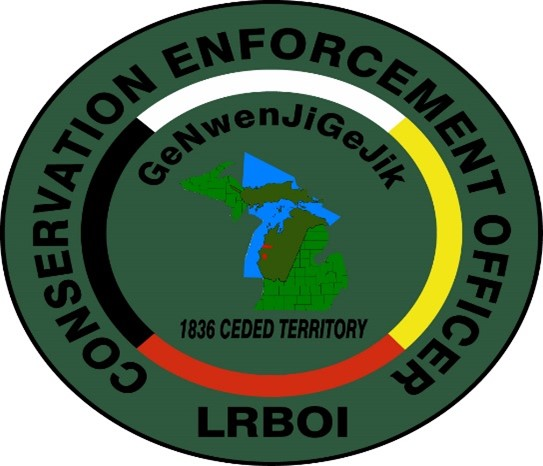 CONSERVATION ENFORCEMENT OFFICER
GeNwenJiGeJik
1836 CEDED TERRITORY
LRBOI